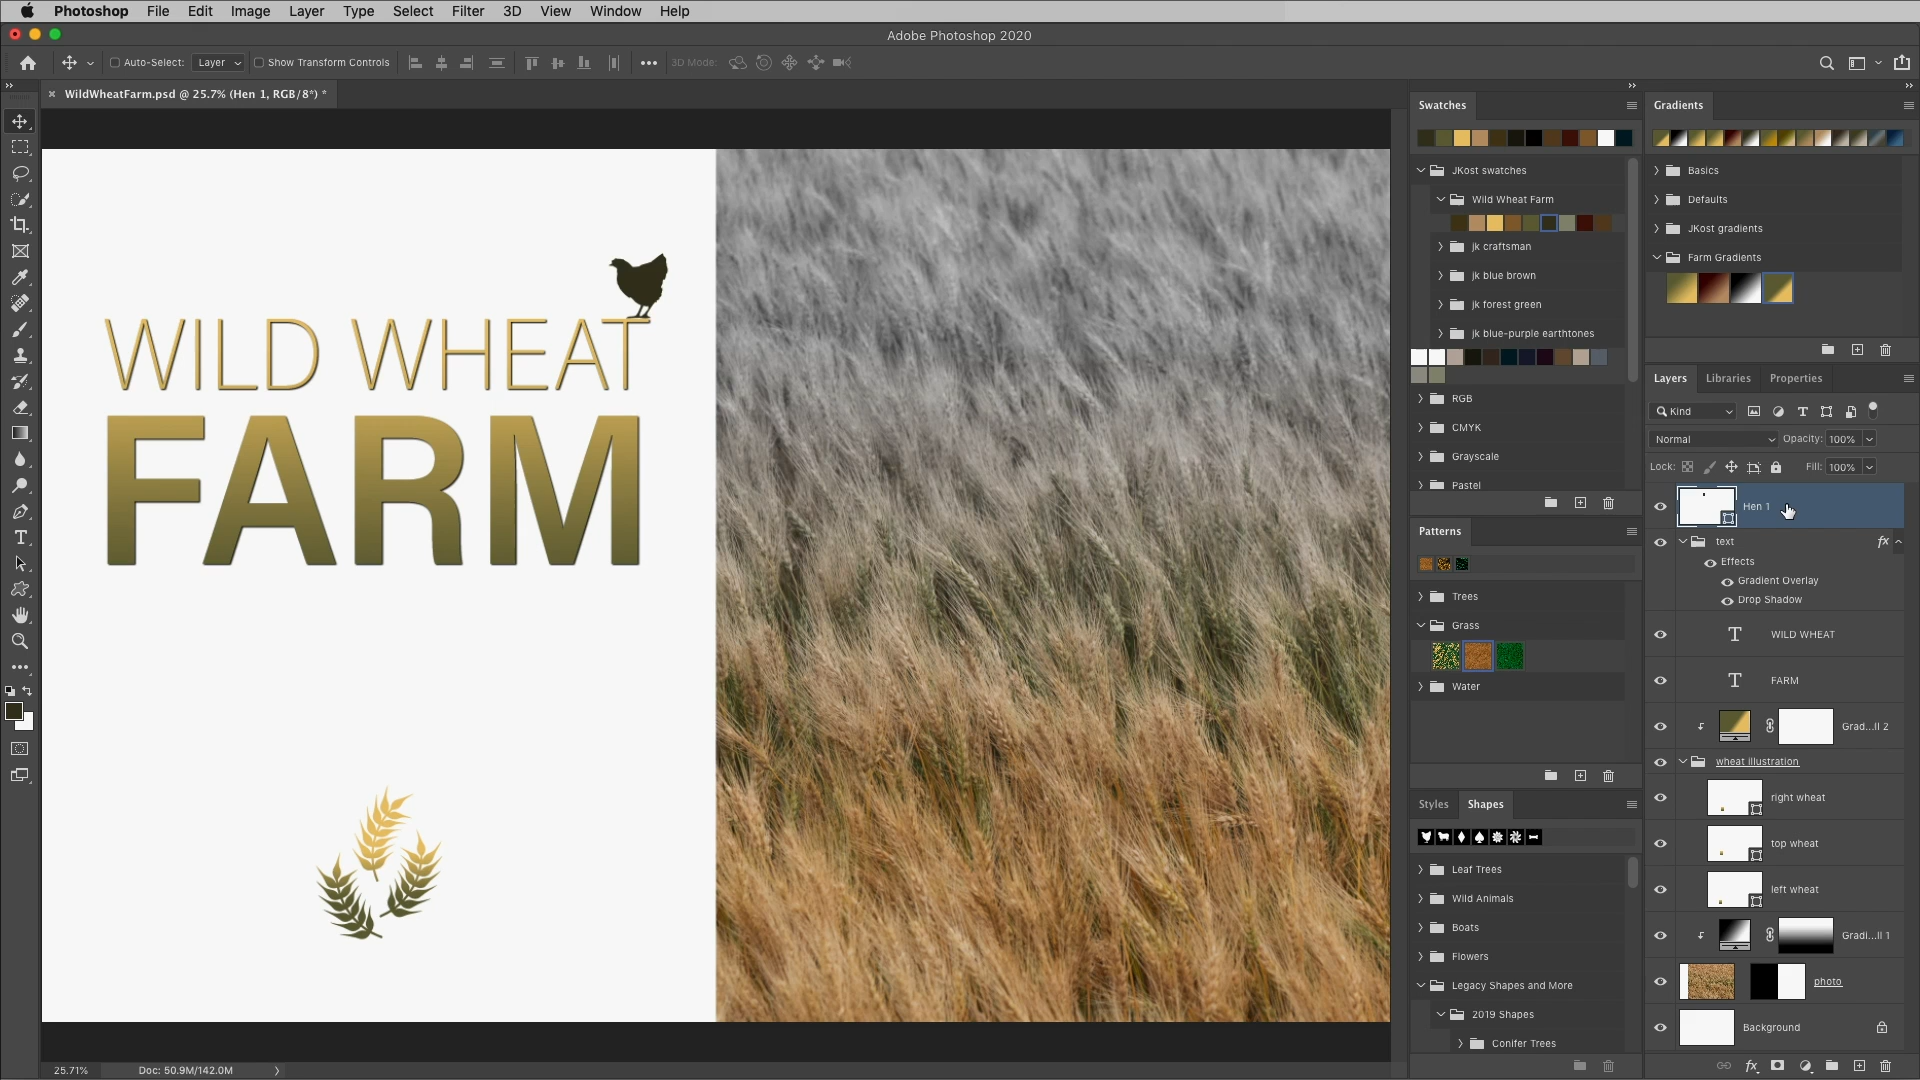 Photoshop File Edit Image Layer Type Select Filter 3D View Window Help
Adobe Photoshop 2020
Auto-Select: Layer Show Transform Controls 3D Mode:
WildWheatFarm.psd @ 25.7% (Hen 1, RGB/8*) *
WILD WHEAT
FARM
25.71% Doc: 50.9M/142.0M
Swatches
JKost swatches
Wild Wheat Farm
jk craftsman
jk blue brown
jk forest green
jk blue-purple earthtones
RGB
CMYK
Grayscale
Pastel
Patterns
Trees
Grass
Water
Styles Shapes
Leaf Trees
Wild Animals
Boats
Flowers
Legacy Shapes and More
2019 Shapes
Conifer Trees
Gradients
Basics
Defaults
JKost gradients
Farm Gradients
Layers Libraries Properties
Kind
Normal Opacity: 100%
Lock: Fill: 100%
Hen 1
text fx
Effects
Gradient Overlay
Drop Shadow
T WILD WHEAT
T FARM
Grad...ll 2
wheat illustration
right wheat
top wheat
left wheat
Gradi...ll 1
photo
Background
fx